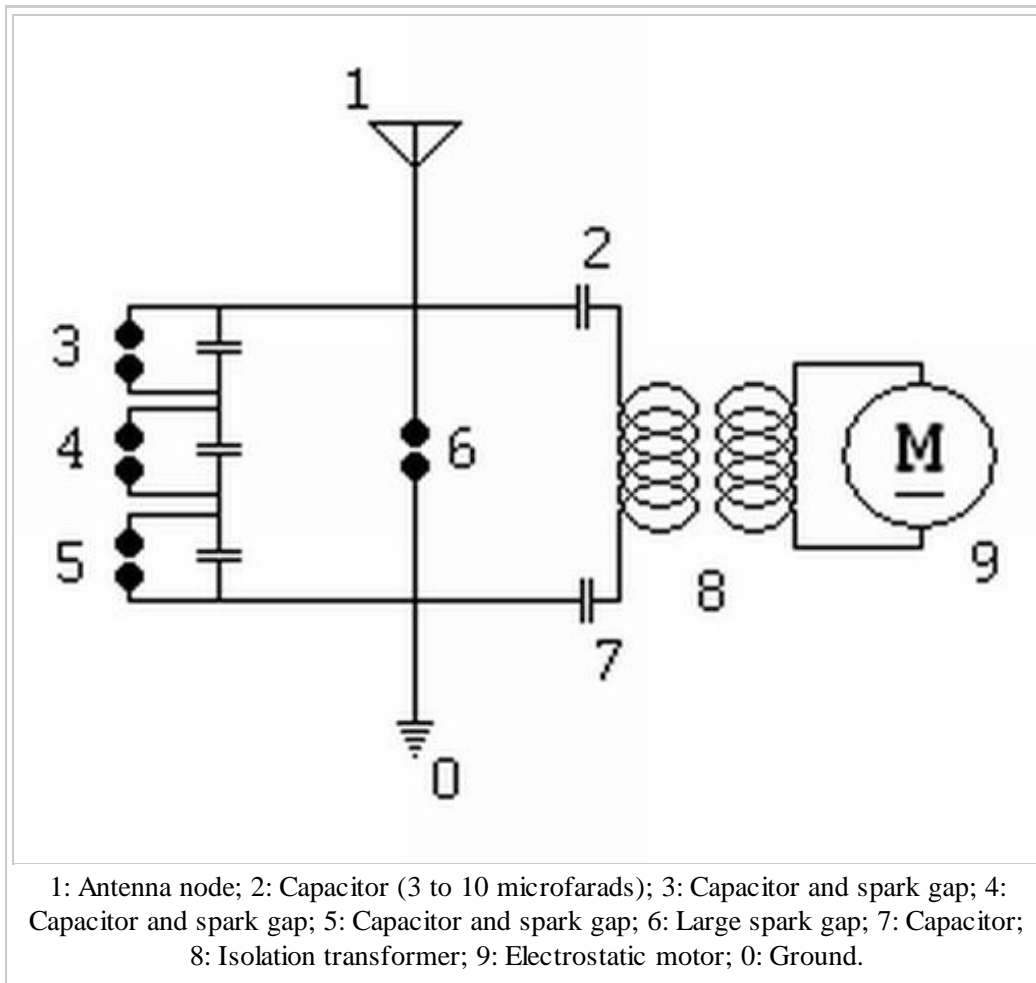 1
2
3
4
6
M
5
8
9
7
0
1: Antenna node; 2: Capacitor (3 to 10 microfarads); 3: Capacitor and spark gap; 4:
Capacitor and spark gap; 5: Capacitor and spark gap; 6: Large spark gap; 7: Capacitor;
8: Isolation transformer; 9: Electrostatic motor; 0: Ground.